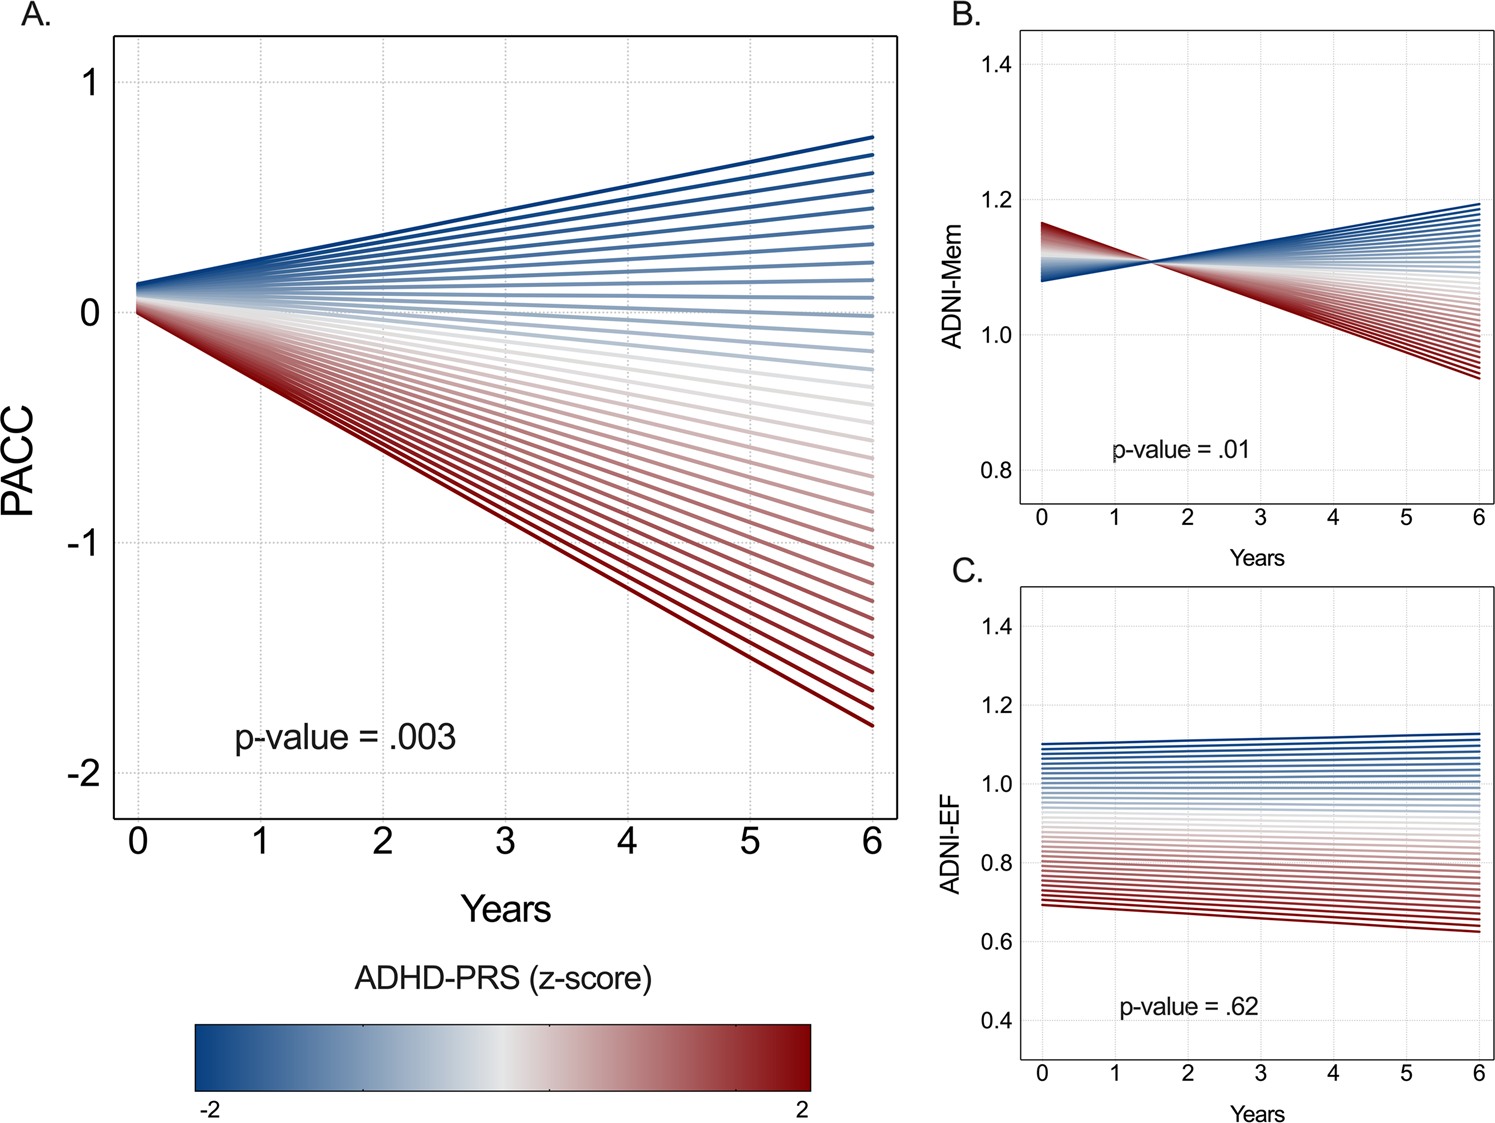 A.
PACC
1
0
-1
-2
p-value = .003
0 1 2 3 4 5 6
Years
ADHD-PRS (z-score)
-2 2
B.
ADNI-Mem
1.4
1.2
1.0
0.8
p-value = .01
0 1 2 3 4 5 6
Years
C.
ADNI-EF
1.4
1.2
1.0
0.8
0.6
0.4
p-value = .62
0 1 2 3 4 5 6
Years